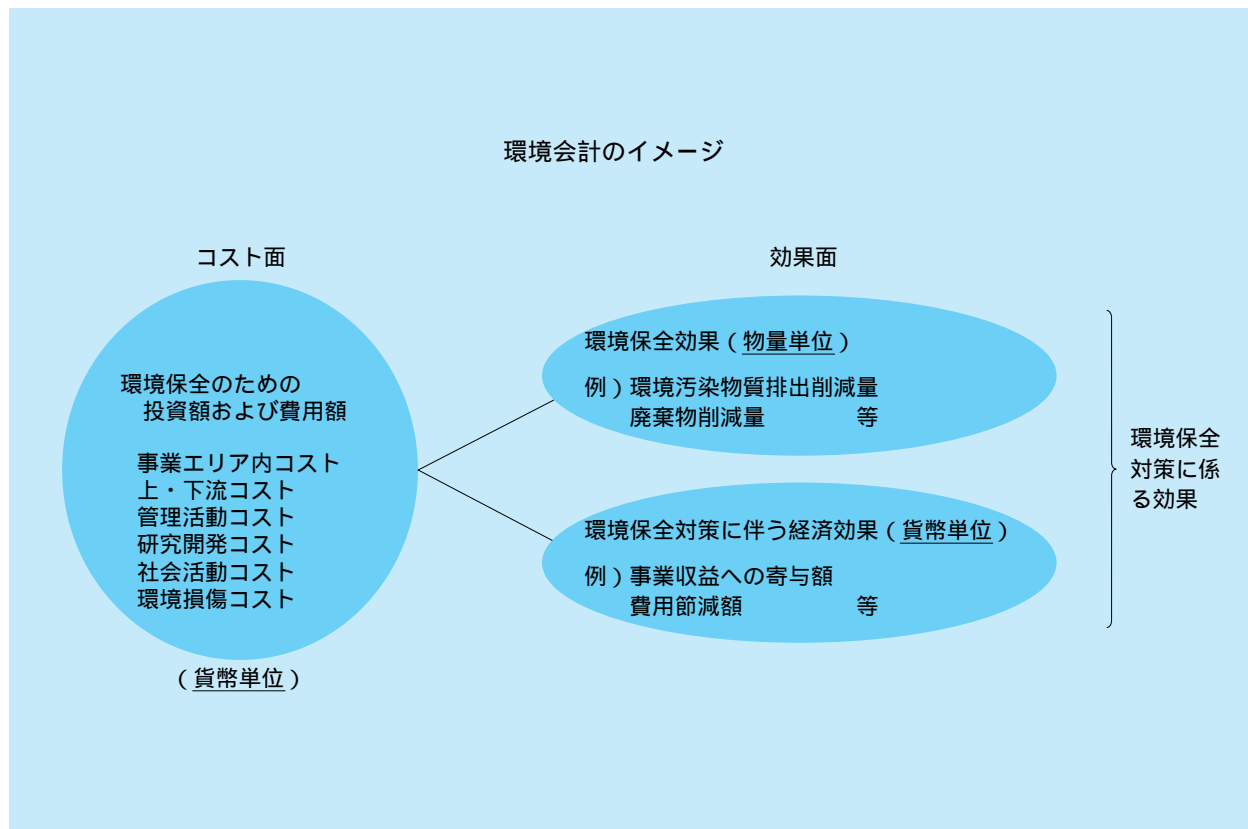 環境会計のイメージ
コスト面
環境保全のための
投資額および費用額
事業エリア内コスト
上・下流コスト
管理活動コスト
研究開発コスト
社会活動コスト
環境損傷コスト
（貨幣単位）
効果面
環境保全効果（物量単位）
例）環境汚染物質排出削減量
廃棄物削減量 等
環境保全対策に伴う経済効果（貨幣単位）
例）事業収益への寄与額
費用節減額 等
環境保全
対策に係
る効果